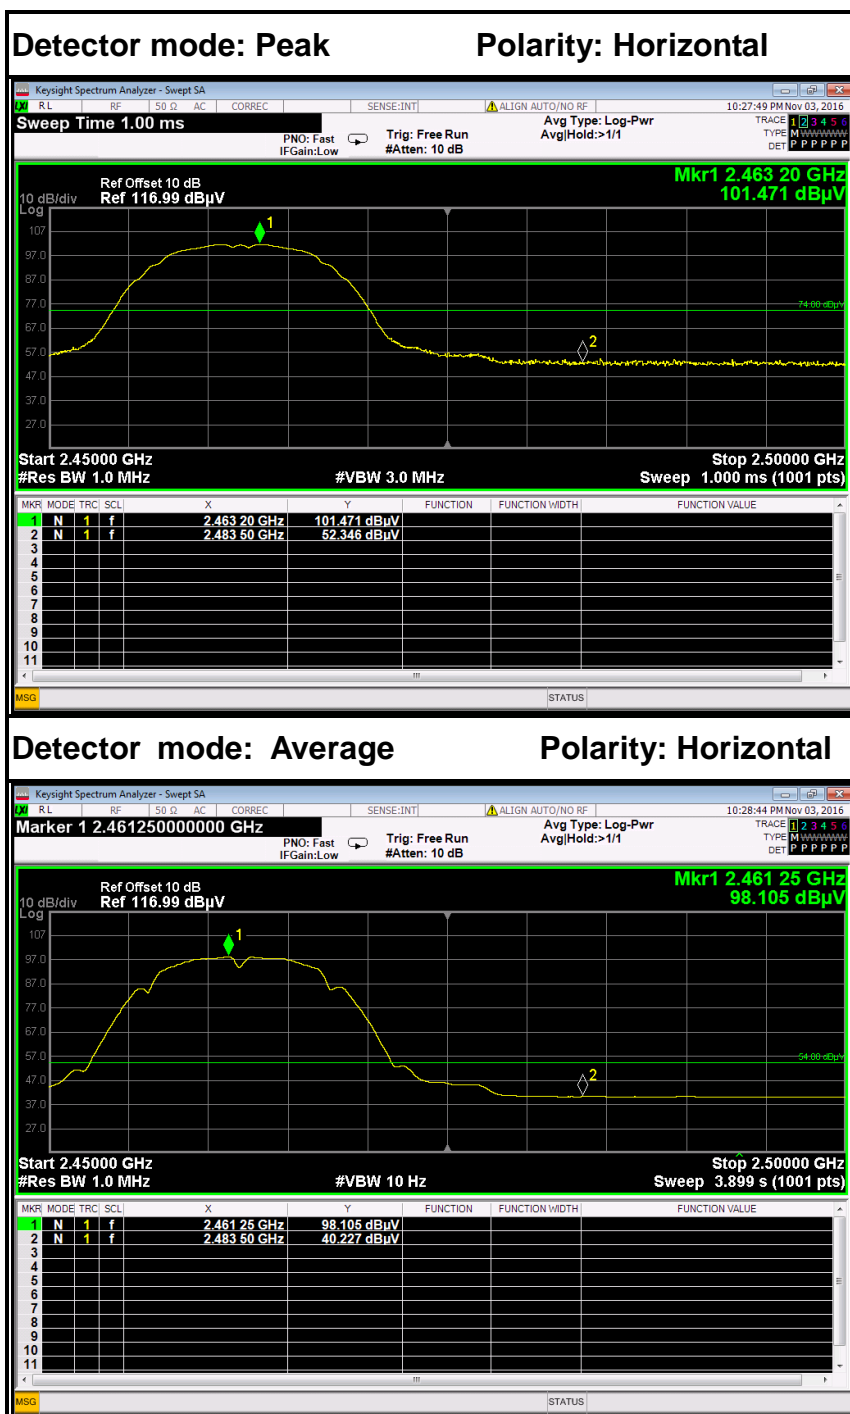 Detector mode: Peak Polarity: Horizontal
Keysight Spectrum Analyzer - Swept SA
LXI RL RF 50 Ω AC CORREC SENSE:INT ALIGN AUTO/NO RF 10:27:49 PM Nov 03, 2016
Sweep Time 1.00 ms
PNO: Fast
IFGain:Low
Trig: Free Run
#Atten: 10 dB
Avg Type: Log-Pwr
Avg|Hold:>1/1
TRACE 1 2 3 4 5 6
TYPE M W W W W W
DET P P P P P P
Mkr1 2.463 20 GHz
101.471 dBµV
Ref Offset 10 dB
10 dB/div Ref 116.99 dBµV
Log
107
97.0
87.0
77.0
67.0
57.0
47.0
37.0
27.0
1
74.00 dBµV
2
Start 2.45000 GHz Stop 2.50000 GHz
#Res BW 1.0 MHz #VBW 3.0 MHz Sweep 1.000 ms (1001 pts)
MKR MODE TRC SCL X Y FUNCTION FUNCTION WIDTH FUNCTION VALUE
1 N 1 f 2.463 20 GHz 101.471 dBµV
2 N 1 f 2.483 50 GHz 52.346 dBµV
3
4
5
6
7
8
9
10
11
MSG STATUS
Detector mode: Average Polarity: Horizontal
Keysight Spectrum Analyzer - Swept SA
LXI RL RF 50 Ω AC CORREC SENSE:INT ALIGN AUTO/NO RF 10:28:44 PM Nov 03, 2016
Marker 1 2.461250000000 GHz
PNO: Fast
IFGain:Low
Trig: Free Run
#Atten: 10 dB
Avg Type: Log-Pwr
Avg|Hold:>1/1
TRACE 1 2 3 4 5 6
TYPE M W W W W W
DET P P P P P P
Mkr1 2.461 25 GHz
98.105 dBµV
Ref Offset 10 dB
10 dB/div Ref 116.99 dBµV
Log
107
97.0
87.0
77.0
67.0
57.0
47.0
37.0
27.0
1
54.00 dBµV
2
Start 2.45000 GHz Stop 2.50000 GHz
#Res BW 1.0 MHz #VBW 10 Hz Sweep 3.899 s (1001 pts)
MKR MODE TRC SCL X Y FUNCTION FUNCTION WIDTH FUNCTION VALUE
1 N 1 f 2.461 25 GHz 98.105 dBµV
2 N 1 f 2.483 50 GHz 40.227 dBµV
3
4
5
6
7
8
9
10
11
MSG STATUS